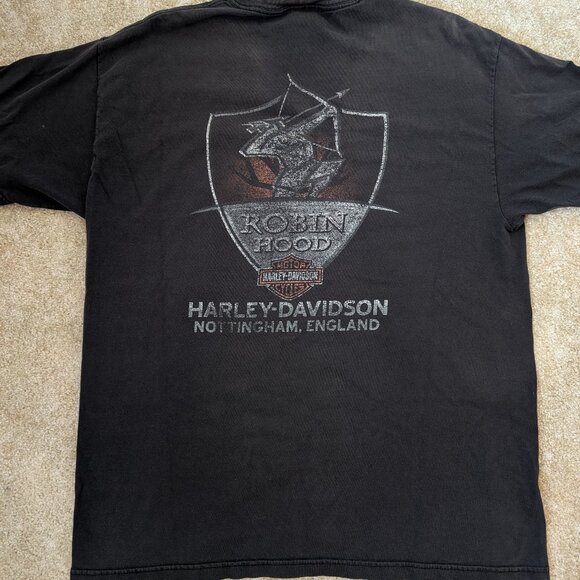 ROBIN
HOOD
MOTOR
HARLEY-DAVIDSON
CYCLES
HARLEY-DAVIDSON
NOTTINGHAM, ENGLAND